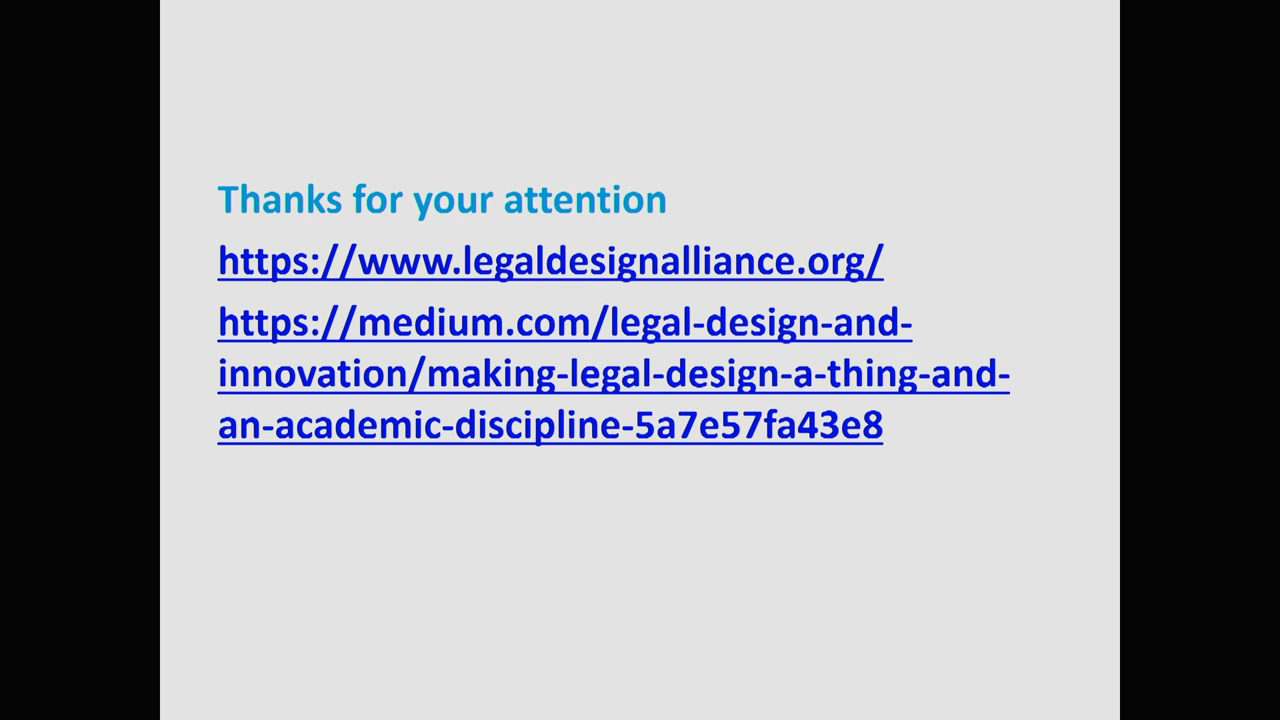 Thanks for your attention
https://www.legaldesignalliance.org/
https://medium.com/legal-design-and-
innovation/making-legal-design-a-thing-and-
an-academic-discipline-5a7e57fa43e8